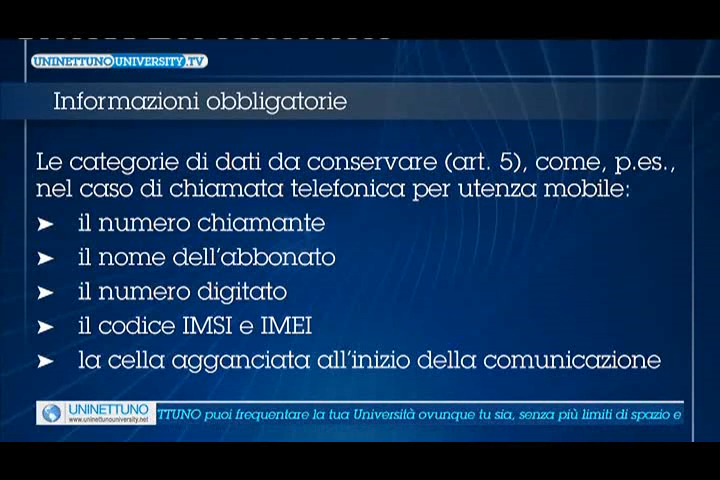 UNINETTUNOUNIVERSITY.TV
Informazioni obbligatorie
Le categorie di dati da conservare (art. 5), come, p.es.,
nel caso di chiamata telefonica per utenza mobile:
➤ il numero chiamante
➤ il nome dell'abbonato
➤ il numero digitato
➤ il codice IMSI e IMEI
➤ la cella agganciata all'inizio della comunicazione
UNINETTUNO
www.uninettunouniversity.net
TTUNO puoi frequentare la tua Università ovunque tu sia, senza più limiti di spazio e